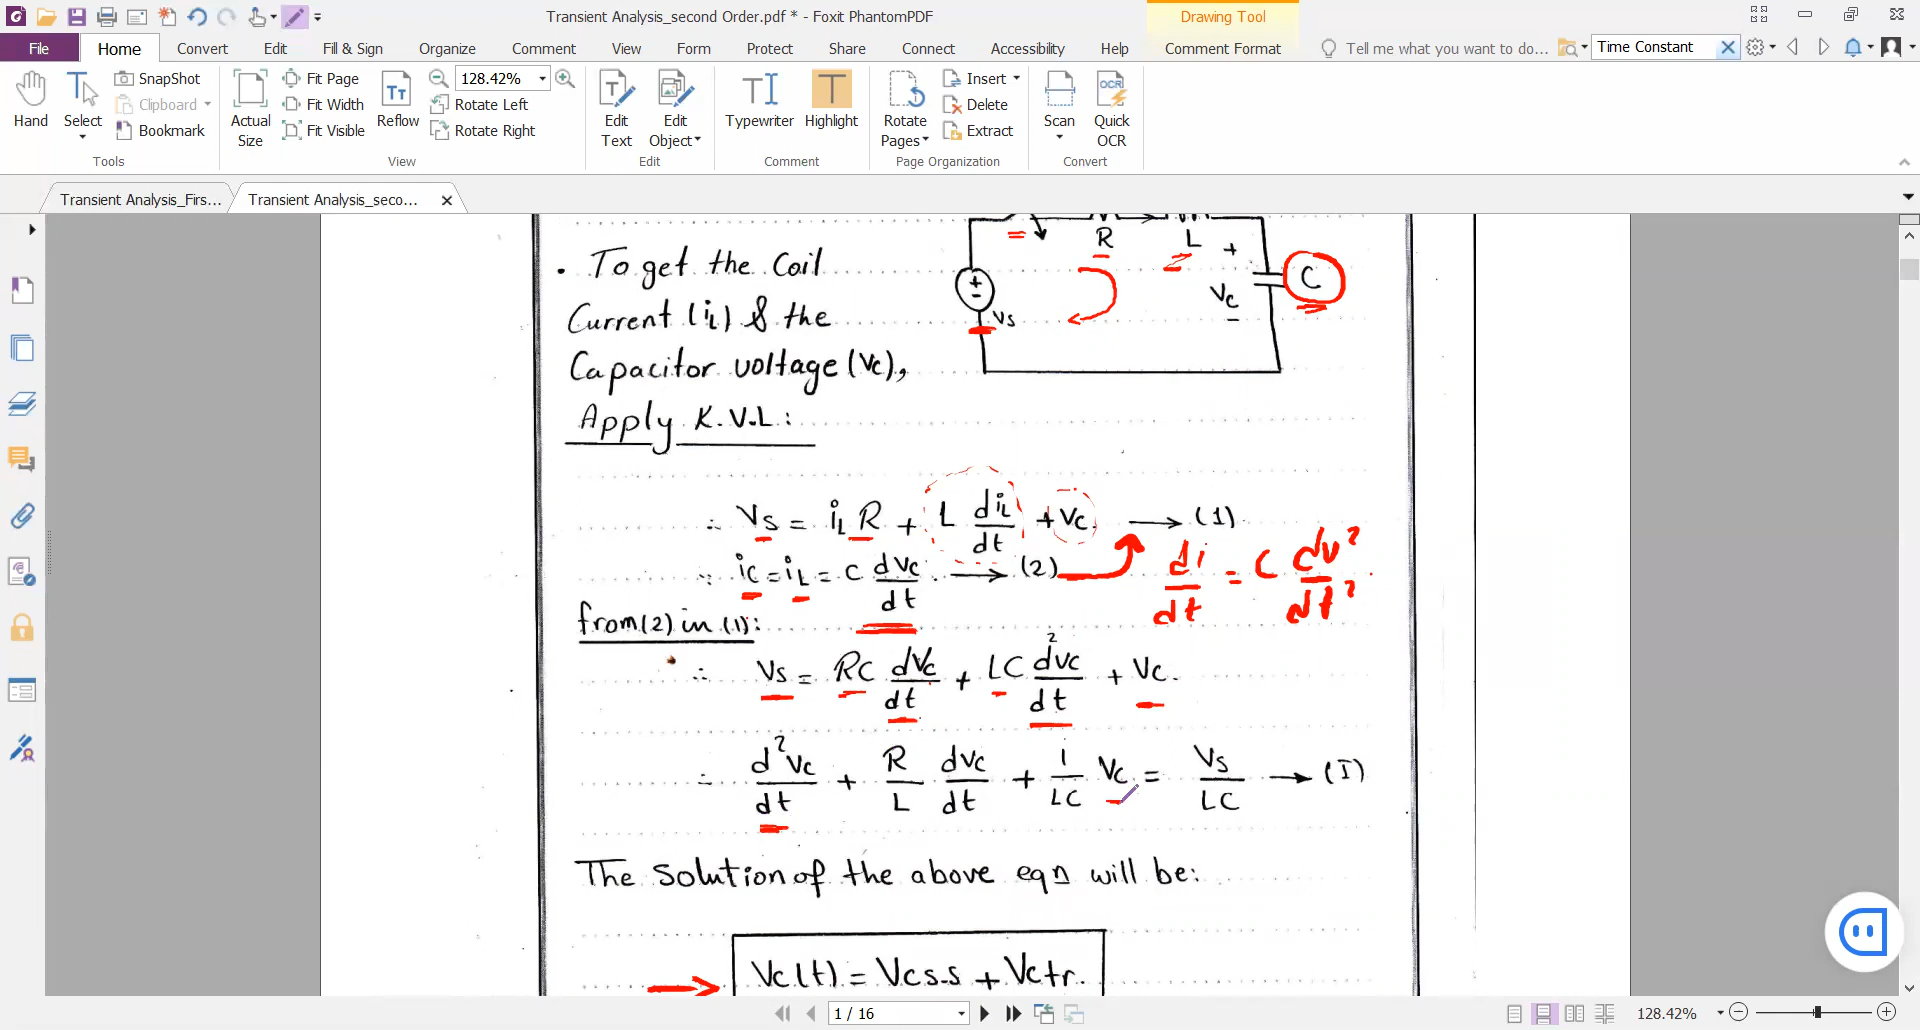 Transient Analysis_second Order.pdf * - Foxit PhantomPDF
Drawing Tool
File Home Convert Edit Fill & Sign Organize Comment View Form Protect Share Connect Accessibility Help Comment Format Tell me what you want to do... Time Constant
Hand
Select
SnapShot
Clipboard
Bookmark
Tools
Actual Size
Fit Page
Fit Width
Fit Visible
Reflow
128.42%
Rotate Left
Rotate Right
View
Edit Text
Edit Object
Edit
Typewriter
Highlight
Comment
Rotate Pages
Insert
Delete
Extract
Page Organization
Scan
Quick OCR
OCR
Convert
Transient Analysis_Firs...
Transient Analysis_seco...
R L +
C
Vc
-
+
-
Vs
. To get the Coil
Current (iL) & the
Capacitor voltage (Vc),
Apply K.V.L:
∴ Vs = iL R + L diL/dt + Vc. → (1)
∵ ic = iL = C dVc/dt → (2)
di/dt = C dv²/dt²
from (2) in (1):
∴ Vs = RC dVc/dt + LC d²vc/dt + Vc.
= d²Vc/dt + R/L dVc/dt + 1/LC Vc = Vs/LC → (I)
The solution of the above eqn will be:
Vc(t) = Vcs.s + Vctr.
1 / 16
128.42%